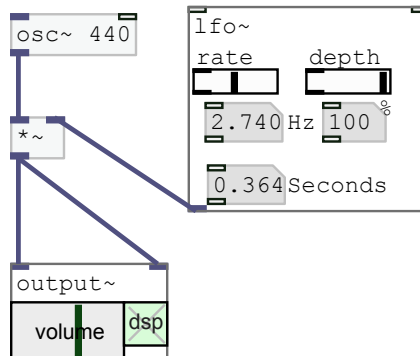 osc~ 440
*~
output~
volume
dsp
lfo~
rate depth
2.740 Hz 100 %
0.364 Seconds